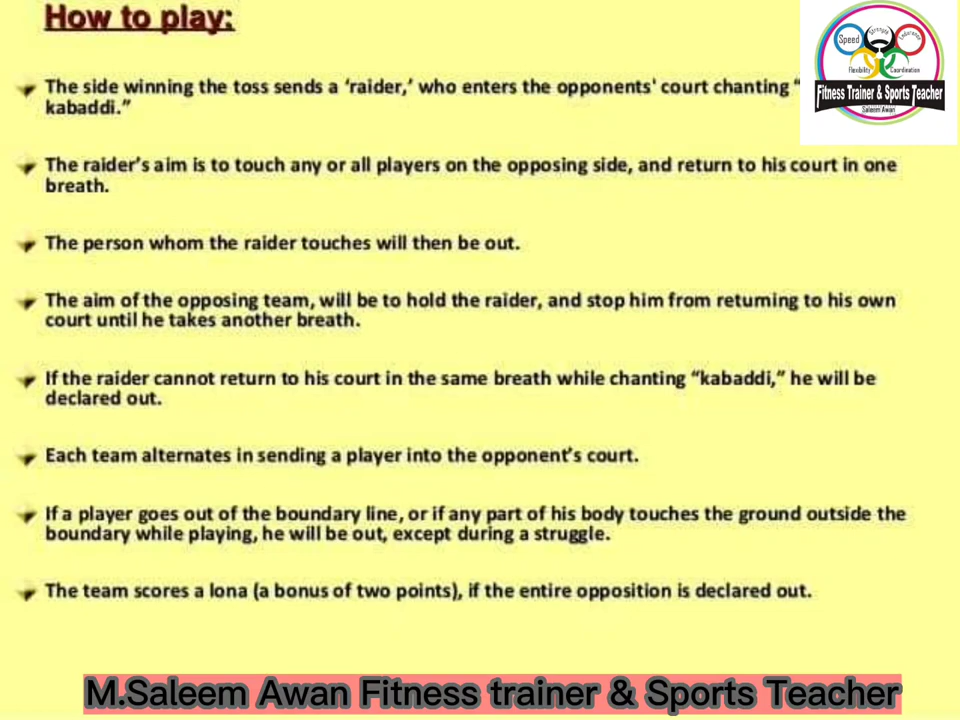 How to play:
The side winning the toss sends a ‘raider,’ who enters the opponents' court chanting “
kabaddi.”
The raider’s aim is to touch any or all players on the opposing side, and return to his court in one
breath.
The person whom the raider touches will then be out.
The aim of the opposing team, will be to hold the raider, and stop him from returning to his own
court until he takes another breath.
If the raider cannot return to his court in the same breath while chanting “kabaddi,” he will be
declared out.
Each team alternates in sending a player into the opponent’s court.
If a player goes out of the boundary line, or if any part of his body touches the ground outside the
boundary while playing, he will be out, except during a struggle.
The team scores a lona (a bonus of two points), if the entire opposition is declared out.
Speed
Strength
Endurance
Flexibility
Coordination
Fitness Trainer & Sports Teacher
Saleem Awan
M.Saleem Awan Fitness trainer & Sports Teacher